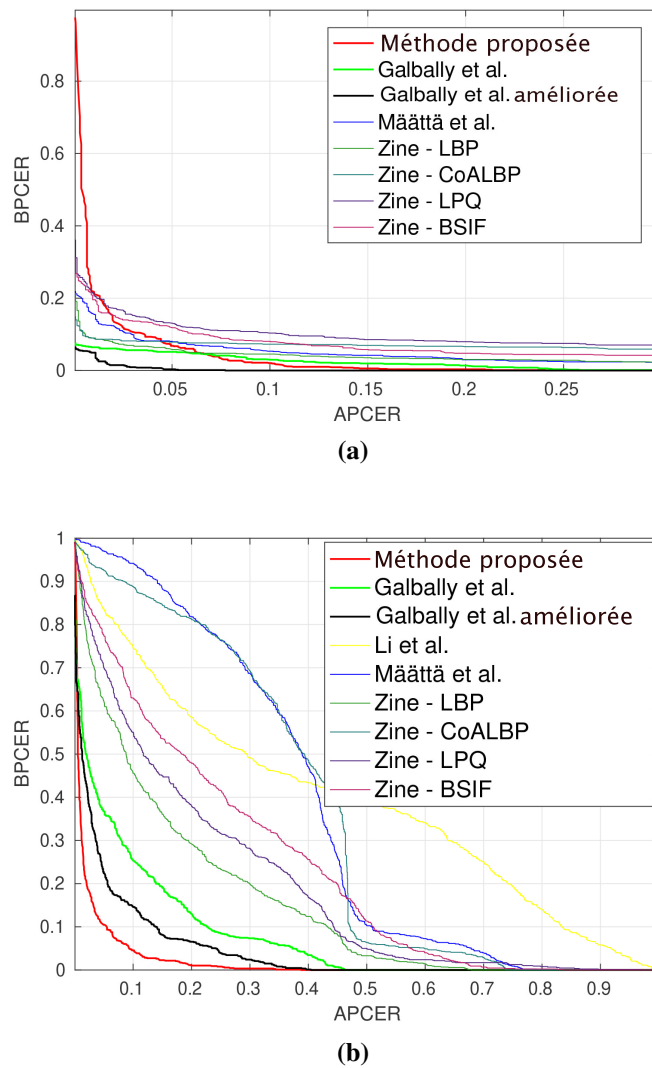 0.8
0.6
0.4
0.2
0
BPCER
0.05
0.1
0.15
0.2
0.25
APCER
Méthode proposée
Galbally et al.
Galbally et al. améliorée
Määttä et al.
Zine - LBP
Zine - CoALBP
Zine - LPQ
Zine - BSIF
(a)
1
0.9
0.8
0.7
0.6
0.5
0.4
0.3
0.2
0.1
0
BPCER
0.1
0.2
0.3
0.4
0.5
0.6
0.7
0.8
0.9
APCER
Méthode proposée
Galbally et al.
Galbally et al. améliorée
Li et al.
Määttä et al.
Zine - LBP
Zine - CoALBP
Zine - LPQ
Zine - BSIF
(b)